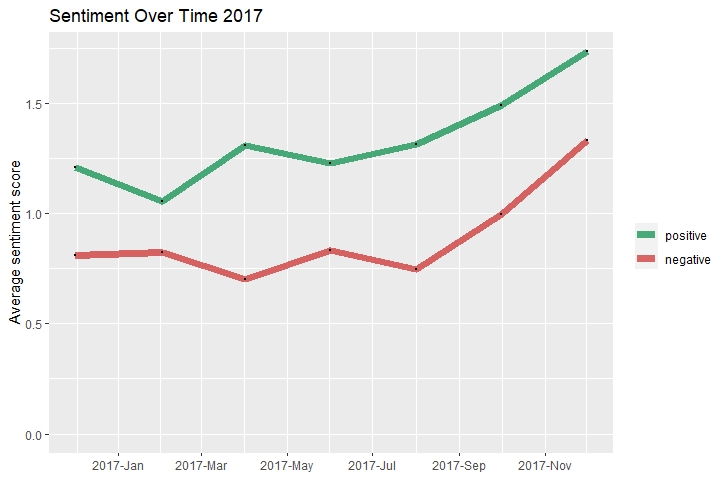 Sentiment Over Time 2017
Average sentiment score
1.5
1.0
0.5
0.0
2017-Jan
2017-Mar
2017-May
2017-Jul
2017-Sep
2017-Nov
positive
negative